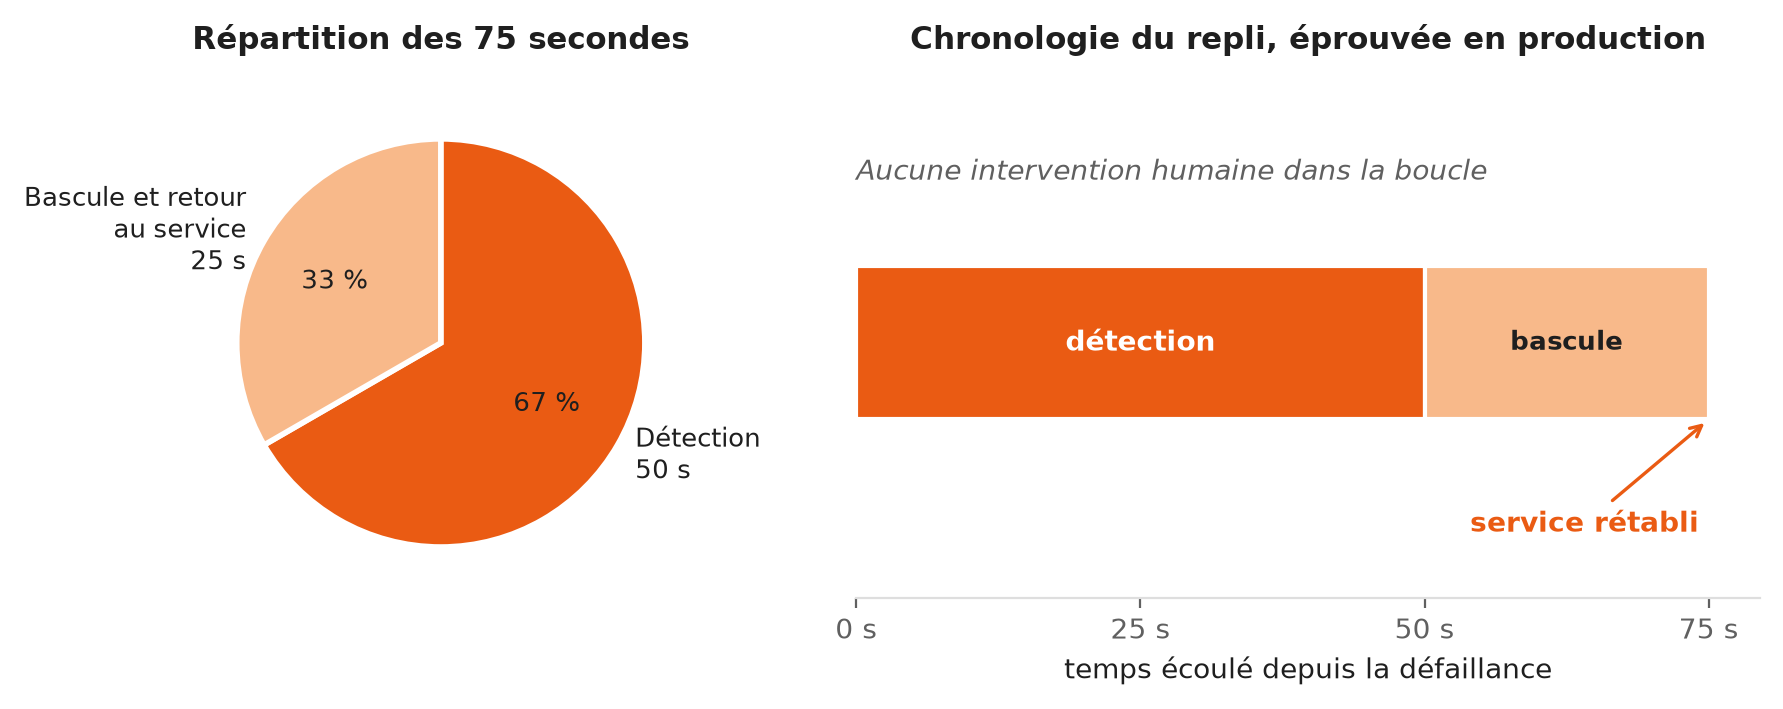 Répartition des 75 secondes
Bascule et retour
au service
25 s
33 %
67 %
Détection
50 s
Chronologie du repli, éprouvée en production
Aucune intervention humaine dans la boucle
détection
bascule
service rétabli
0 s
25 s
50 s
75 s
temps écoulé depuis la défaillance